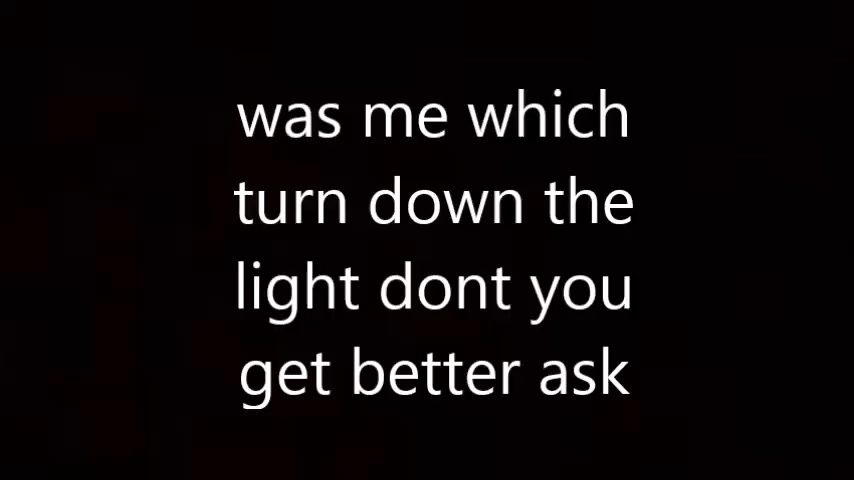 was me which
turn down the
light dont you
get better ask